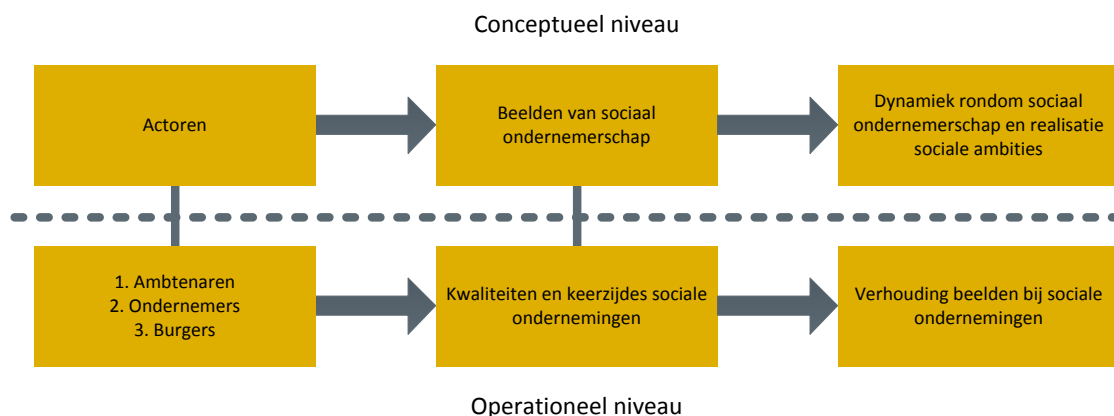 Conceptueel niveau
Actoren
Beelden van sociaal
ondernemerschap
Dynamiek rondom sociaal
ondernemerschap en realisatie
sociale ambities
1. Ambtenaren
2. Ondernemers
3. Burgers
Kwaliteiten en keerzijdes sociale
ondernemingen
Verhouding beelden bij sociale
ondernemingen
Operationeel niveau